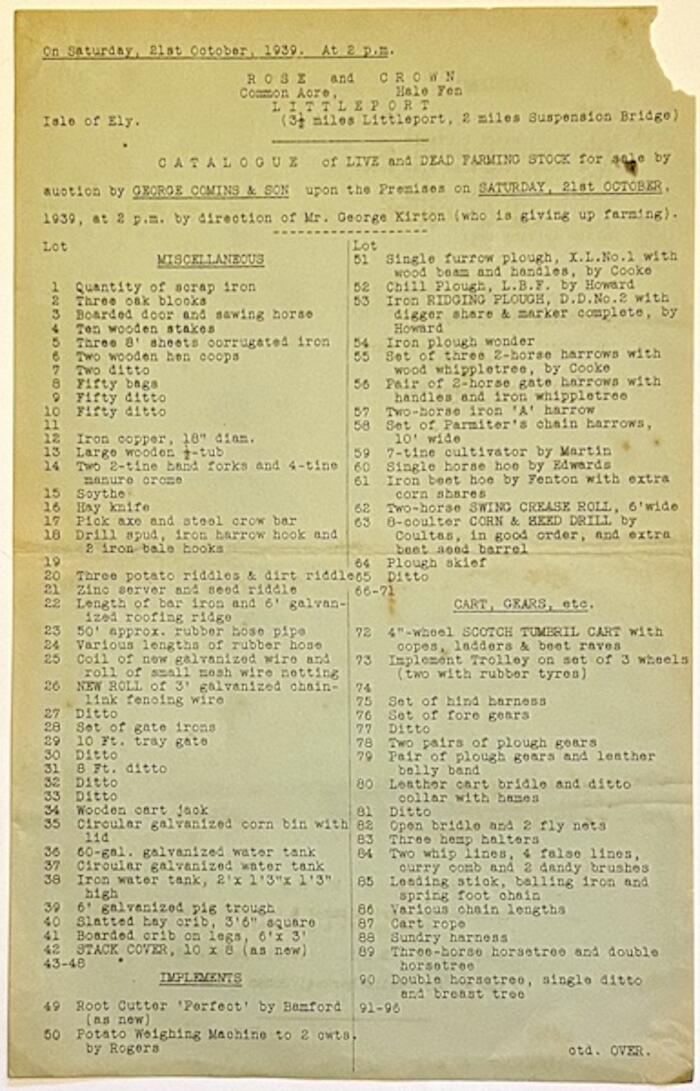 On Saturday, 21st October, 1939. At 2 p.m.
ROSE and CROWN
Common Acre, Hale Fen
LITTLEPORT
Isle of Ely. (3½ miles Littleport, 2 miles Suspension Bridge)
CATALOGUE of LIVE and DEAD FARMING STOCK for sale by
auction by GEORGE COMINS & SON upon the Premises on SATURDAY, 21st OCTOBER,
1939, at 2 p.m. by direction of Mr. George Kirton (who is giving up farming).
Lot
MISCELLANEOUS
1 Quantity of scrap iron
2 Three oak blocks
3 Boarded door and sawing horse
4 Ten wooden stakes
5 Three 8' sheets corrugated iron
6 Two wooden hen coops
7 Two ditto
8 Fifty bags
9 Fifty ditto
10 Fifty ditto
11
12 Iron copper, 18" diam.
13 Large wooden ½-tub
14 Two 2-tine hand forks and 4-tine
manure crome
15 Scythe
16 Hay knife
17 Pick axe and steel crow bar
18 Drill spud, iron harrow hook and
2 iron bale hooks
19
20 Three potato riddles & dirt riddle
21 Zinc server and seed riddle
22 Length of bar iron and 6' galvan-
ized roofing ridge
23 50' approx. rubber hose pipe
24 Various lengths of rubber hose
25 Coil of new galvanized wire and
roll of small mesh wire netting
26 NEW ROLL of 3' galvanized chain-
link fencing wire
27 Ditto
28 Set of gate irons
29 10 Ft. tray gate
30 Ditto
31 8 Ft. ditto
32 Ditto
33 Ditto
34 Wooden cart jack
35 Circular galvanized corn bin with
lid
36 60-gal. galvanized water tank
37 Circular galvanized water tank
38 Iron water tank, 2'x 1'3"x 1'3"
high
39 6' galvanized pig trough
40 Slatted hay crib, 3'6" square
41 Boarded crib on legs, 6'x 3'
42 STACK COVER, 10 x 8 (as new)
43-48
IMPLEMENTS
49 Root Cutter 'Perfect' by Bamford
(as new)
50 Potato Weighing Machine to 2 cwts.
by Rogers
Lot
51 Single furrow plough, X.L.No.1 with
wood beam and handles, by Cooke
52 Chill Plough, L.B.F. by Howard
53 Iron RIDGING PLOUGH, D.D.No.2 with
digger share & marker complete, by
Howard
54 Iron plough wonder
55 Set of three 2-horse harrows with
wood whippletree, by Cooke
56 Pair of 2-horse gate harrows with
handles and iron whippletree
57 Two-horse iron 'A' harrow
58 Set of Parmiter's chain harrows,
10' wide
59 7-tine cultivator by Martin
60 Single horse hoe by Edwards
61 Iron beet hoe by Fenton with extra
corn shares
62 Two-horse SWING CREASE ROLL, 6'wide
63 8-coulter CORN & SEED DRILL by
Coultas, in good order, and extra
beet seed barrel
64 Plough skief
65 Ditto
66-71
CART, GEARS, etc.
72 4"-wheel SCOTCH TUMBRIL CART with
copes, ladders & beet raves
73 Implement Trolley on set of 3 wheels
(two with rubber tyres)
74
75 Set of hind harness
76 Set of fore gears
77 Ditto
78 Two pairs of plough gears
79 Pair of plough gears and leather
belly band
80 Leather cart bridle and ditto
collar with hames
81 Ditto
82 Open bridle and 2 fly nets
83 Three hemp halters
84 Two whip lines, 4 false lines,
curry comb and 2 dandy brushes
85 Leading stick, balling iron and
spring foot chain
86 Various chain lengths
87 Cart rope
88 Sundry harness
89 Three-horse horsetree and double
horsetree
90 Double horsetree, single ditto
and breast tree
91-96
ctd. OVER.